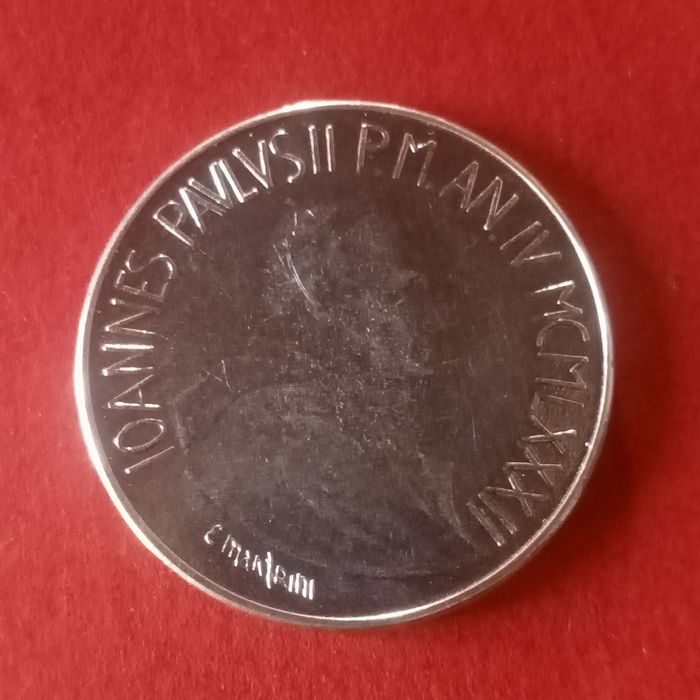 IOANNES PAVLVS II P.M. AN. IV MCMLXXXII
E MANFRINI